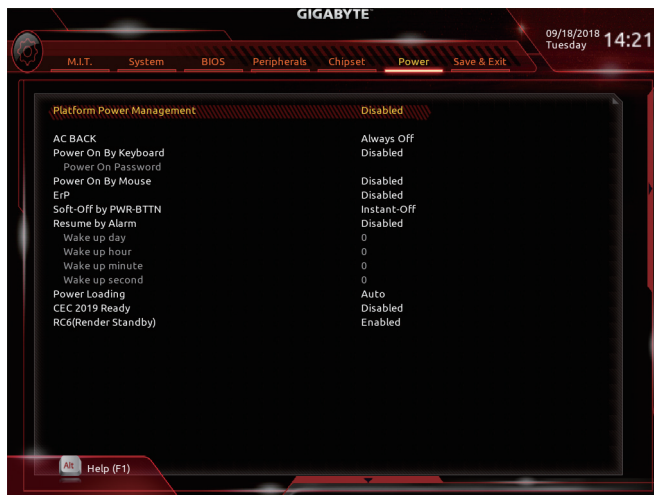 GIGABYTE™
09/18/2018 14:21
Tuesday
M.I.T. System BIOS Peripherals Chipset Power Save & Exit
Platform Power Management Disabled
AC BACK Always Off
Power On By Keyboard Disabled
Power On Password
Power On By Mouse Disabled
ErP Disabled
Soft-Off by PWR-BTTN Instant-Off
Resume by Alarm Disabled
Wake up day 0
Wake up hour 0
Wake up minute 0
Wake up second 0
Power Loading Auto
CEC 2019 Ready Disabled
RC6(Render Standby) Enabled
Alt Help (F1)